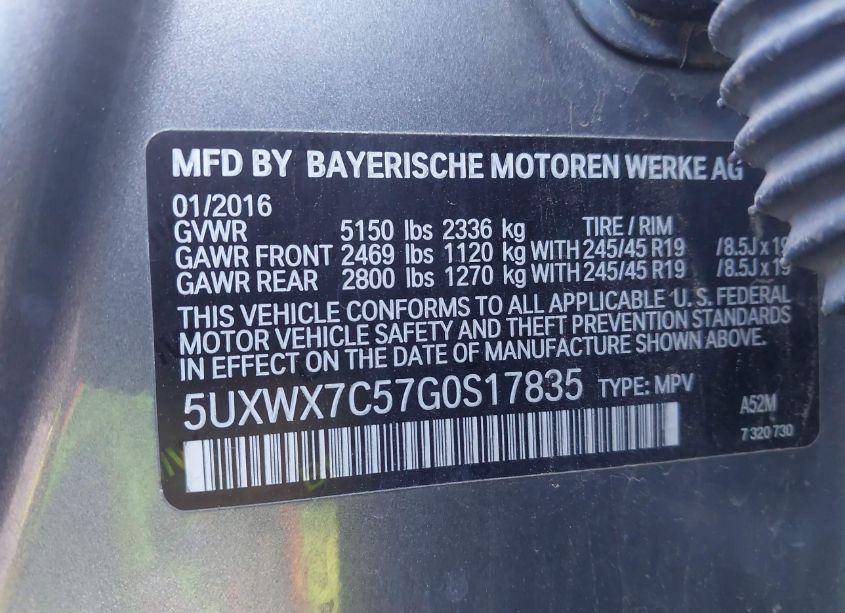 MFD BY BAYERISCHE MOTOREN WERKE AG
01/2016
GVWR 5150 lbs 2336 kg TIRE / RIM
GAWR FRONT 2469 lbs 1120 kg WITH 245/45 R19 /8.5J x 19
GAWR REAR 2800 lbs 1270 kg WITH 245/45 R19 /8.5J x 19
THIS VEHICLE CONFORMS TO ALL APPLICABLE U.S. FEDERAL
MOTOR VEHICLE SAFETY AND THEFT PREVENTION STANDARDS
IN EFFECT ON THE DATE OF MANUFACTURE SHOWN ABOVE.
5UXWX7C57G0S17835 TYPE: MPV
A52M
7 320 730